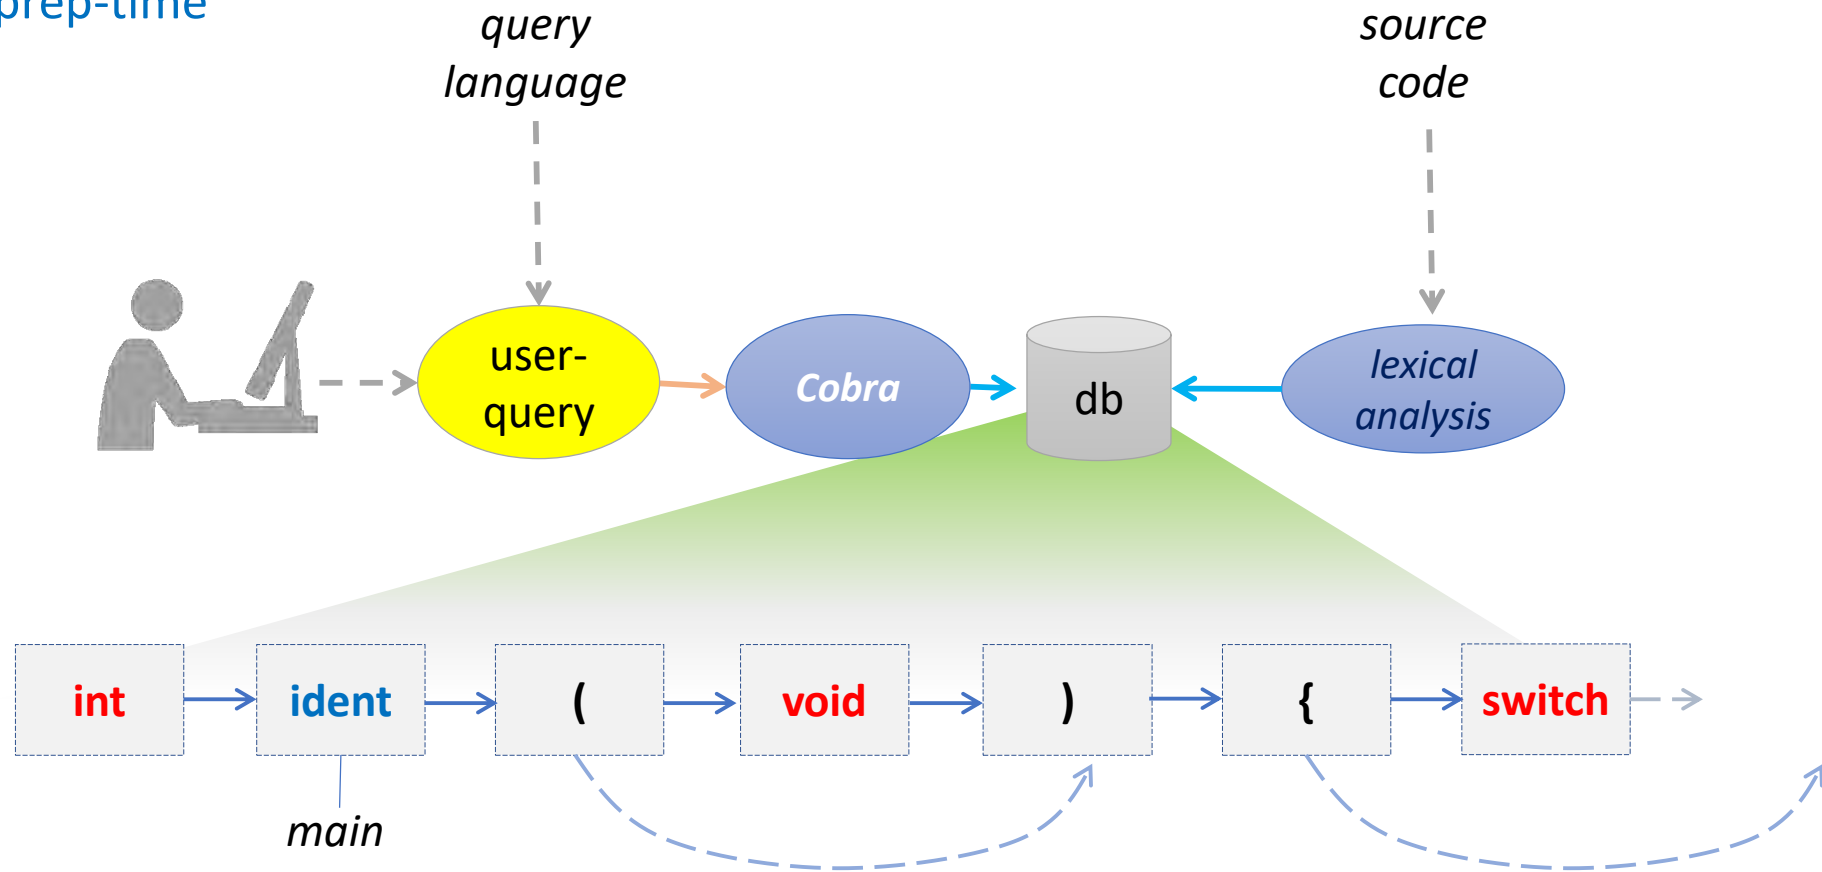 prep-time
query
language
source
code
user-
query
Cobra
db
lexical
analysis
int
ident
(
void
)
{
switch
main